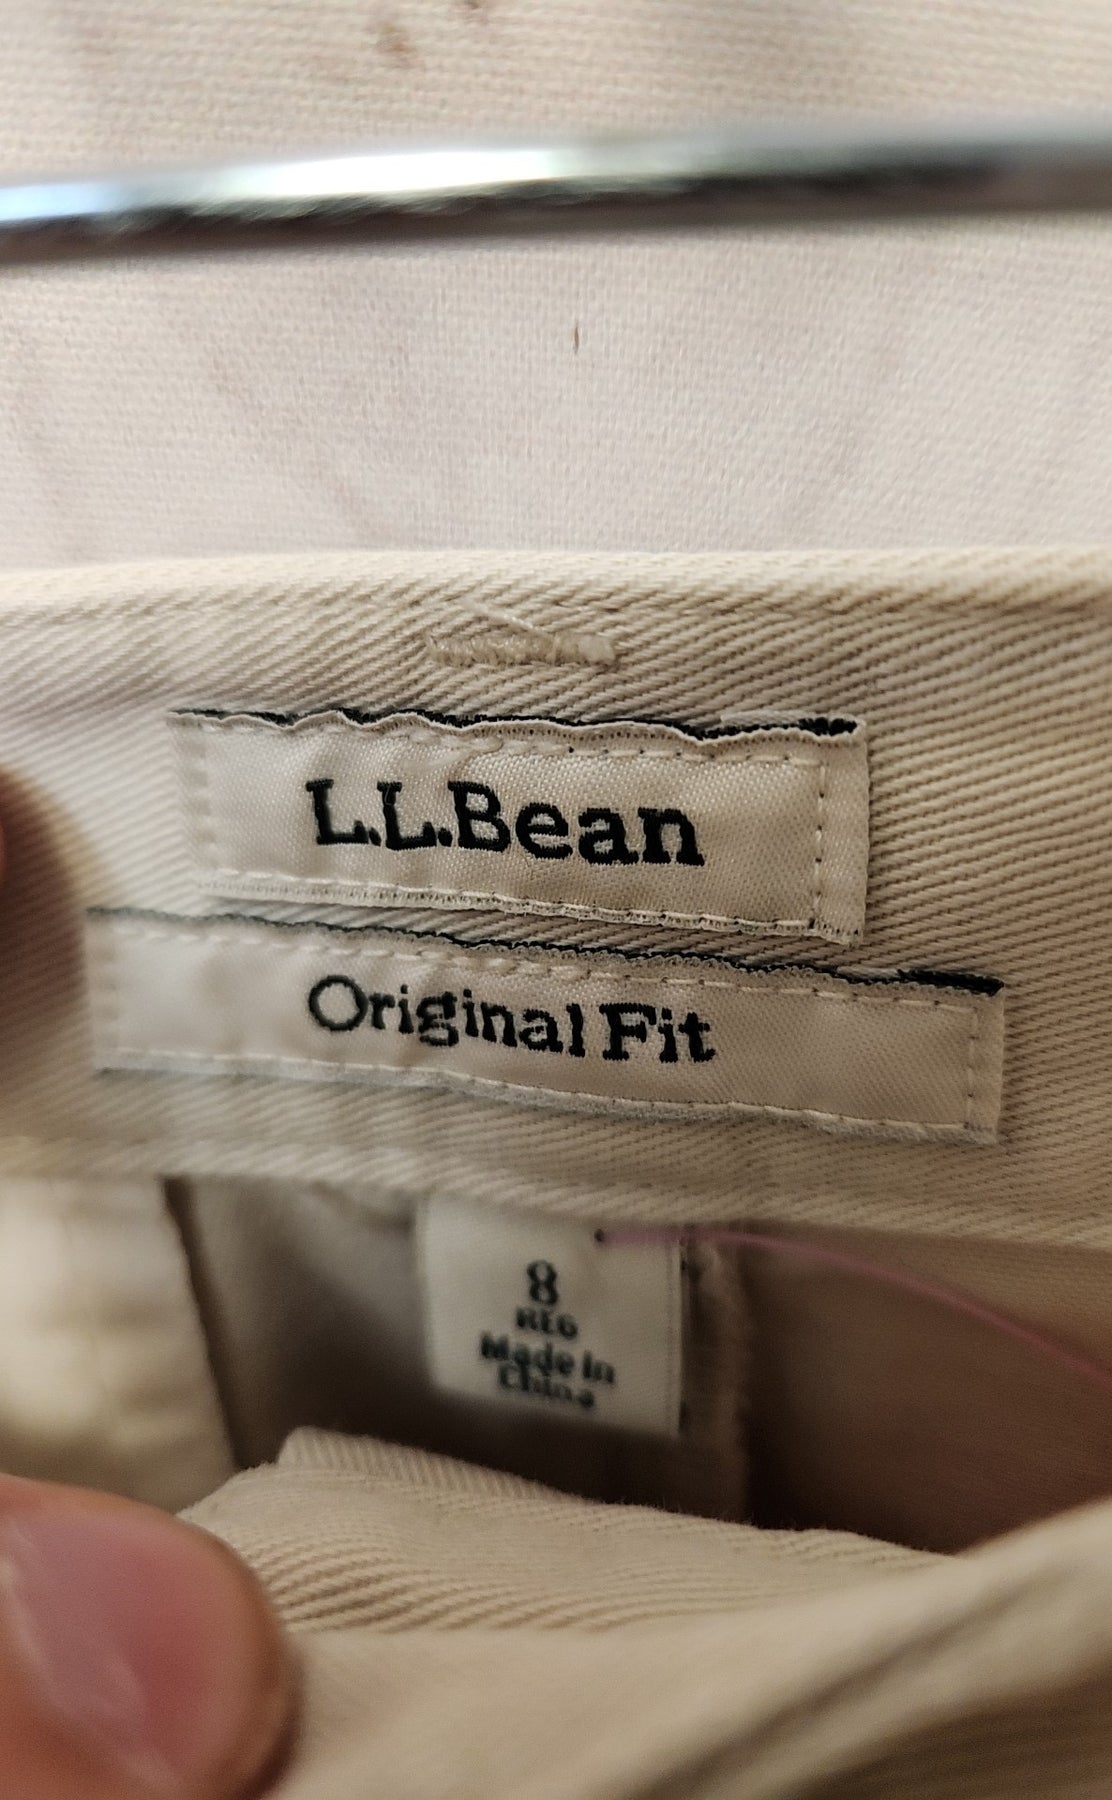 L.L.Bean
Original Fit
8
REG
Made in
China